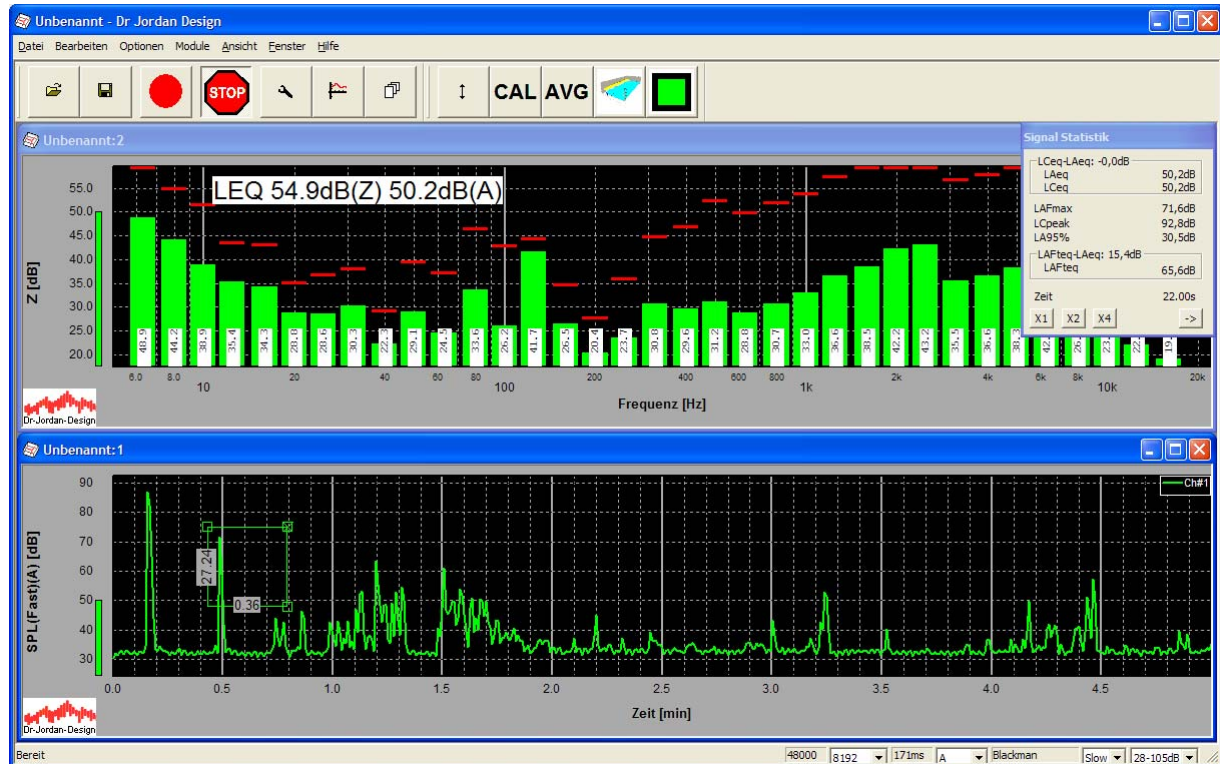 Unbenannt - Dr Jordan Design
Datei Bearbeiten Optionen Module Ansicht Fenster Hilfe
STOP CAL AVG
Unbenannt:2
LEQ 54.9dB(Z) 50.2dB(A)
Z [dB]
55.0
50.0
45.0
40.0
35.0
30.0
25.0
20.0
48.9 44.2 38.9 35.4 34.3 28.8 28.6 30.3 22.3 29.1 24.5 33.6 26.2 41.7 26.5 20.4 23.7 30.8 29.6 31.2 28.8 30.7 33.0 36.6 38.5 42.2 43.2 35.5 36.6
6.0 8.0 10 20 40 60 80 100 200 400 600 800 1k 2k 4k 6k 8k 10k 20k
Frequenz [Hz]
Dr-Jordan-Design
Signal Statistik
LCeq-LAeq: -0,0dB
LAeq 50,2dB
LCeq 50,2dB
LAFmax 71,6dB
LCpeak 92,8dB
LA95% 30,5dB
LAFteq-LAeq: 15,4dB
LAFteq 65,6dB
Zeit 22.00s
X1 X2 X4 ->
Unbenannt:1
Ch#1
SPL(Fast)(A) [dB]
90
80
70
60
50
40
30
27.24
0.36
0.0 0.5 1.0 1.5 2.0 2.5 3.0 3.5 4.0 4.5
Zeit [min]
Dr-Jordan-Design
Bereit
48000 8192 171ms A Blackman Slow 28-105dB